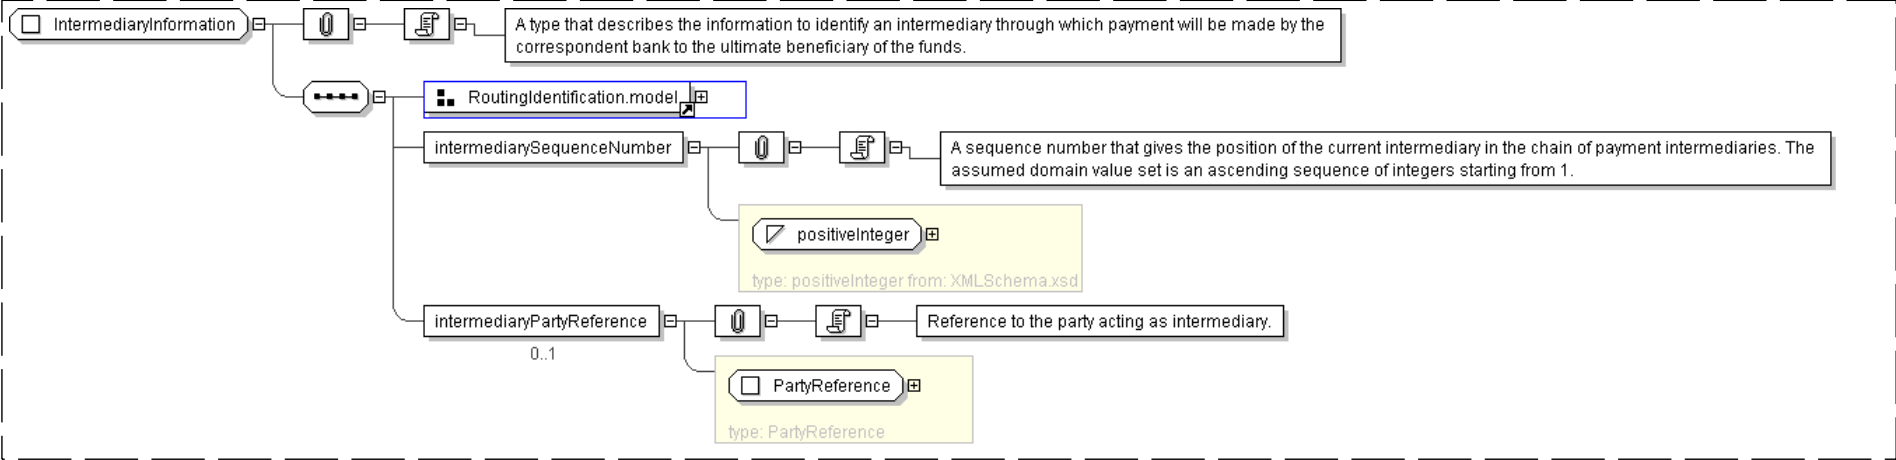 IntermediaryInformation
A type that describes the information to identify an intermediary through which payment will be made by the
correspondent bank to the ultimate beneficiary of the funds.
RoutingIdentification.model
intermediarySequenceNumber
A sequence number that gives the position of the current intermediary in the chain of payment intermediaries. The
assumed domain value set is an ascending sequence of integers starting from 1.
positiveInteger
type: positiveInteger from: XMLSchema.xsd
intermediaryPartyReference
Reference to the party acting as intermediary.
0..1
PartyReference
type: PartyReference